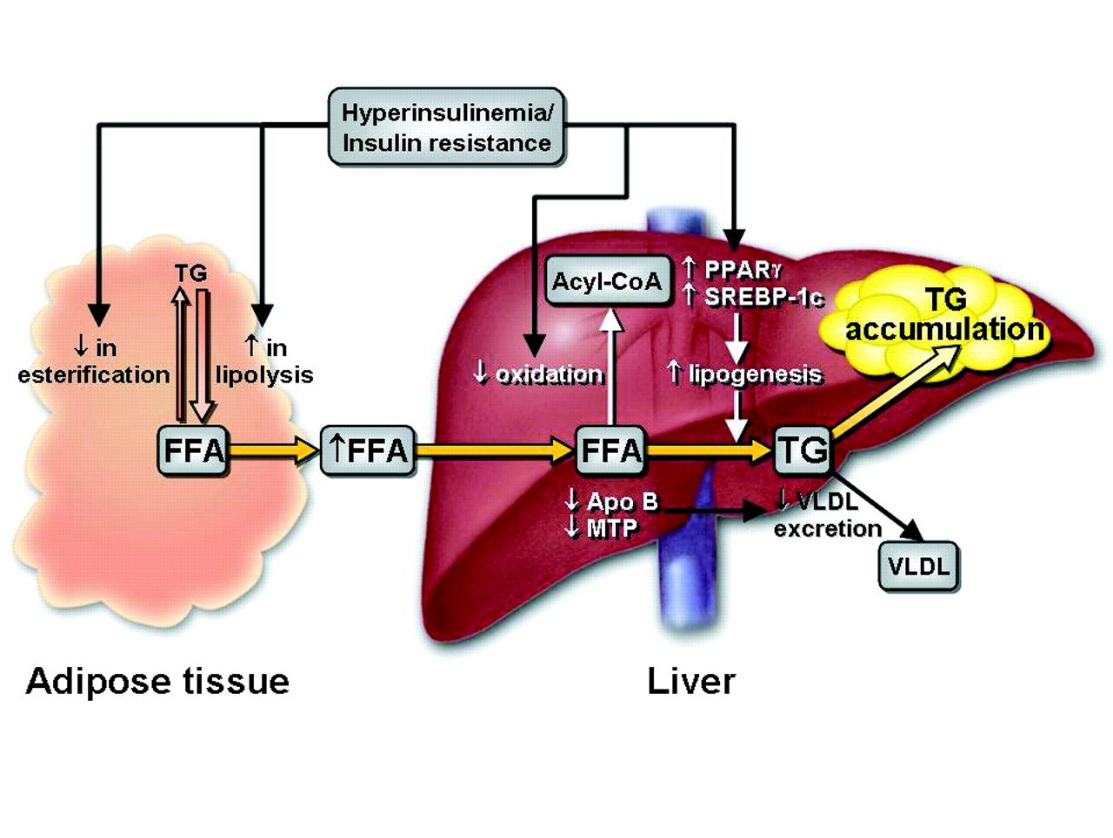 Hyperinsulinemia/
Insulin resistance
TG
↓ in
esterification
↑ in
lipolysis
FFA
↑FFA
Acyl-CoA
↑ PPARγ
↑ SREBP-1c
↓ oxidation
↑ lipogenesis
FFA
TG
TG
accumulation
↓ Apo B
↓ MTP
↓ VLDL
excretion
VLDL
Adipose tissue
Liver